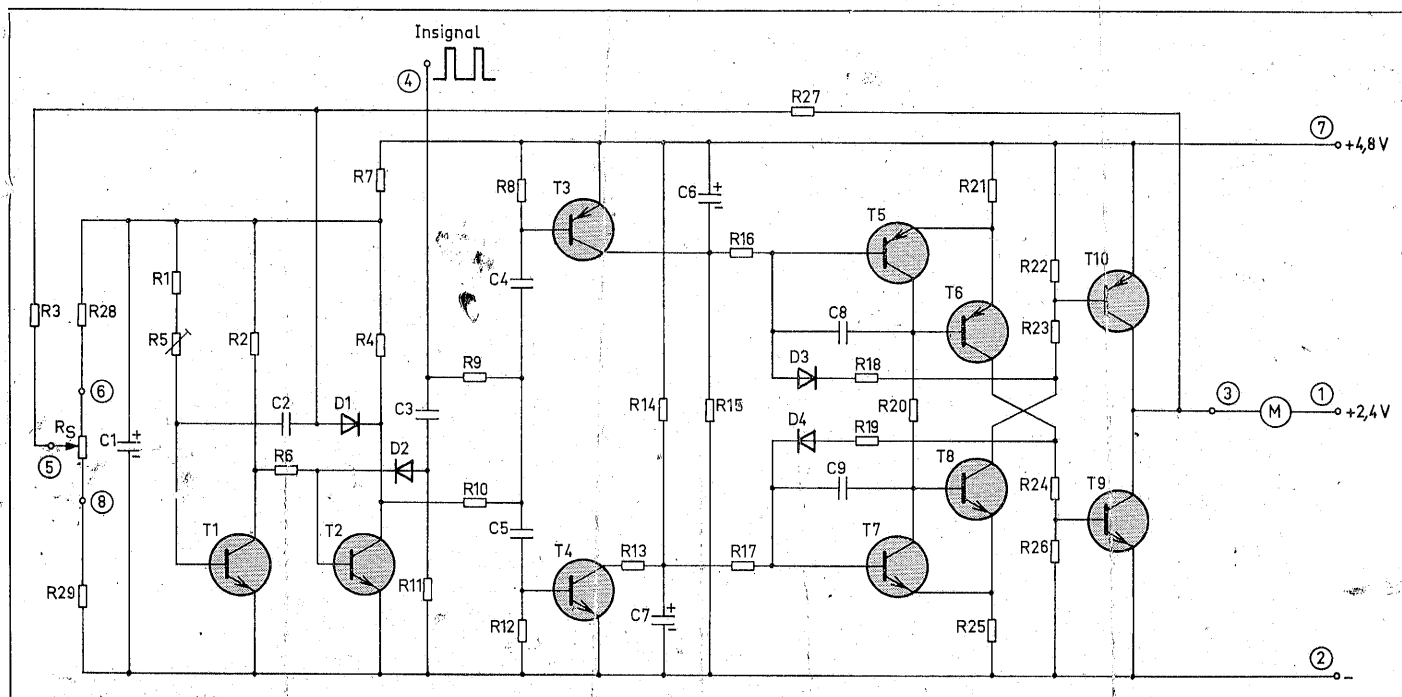 Insignal
4
R27
7
+4,8 V
R7
R8
T3
C6
R21
T5
R16
R22
T10
R1
C4
R3
R28
T6
R5
R2
R4
C8
R23
R9
D3
R18
6
C2
D1
C3
R14
R15
R20
3
M
1
+2,4 V
RS
C1
D4
R19
5
R6
D2
8
R10
C9
T8
R24
T9
C5
T1
T2
T4
R13
R17
T7
R26
R29
R11
R12
C7
R25
2
-